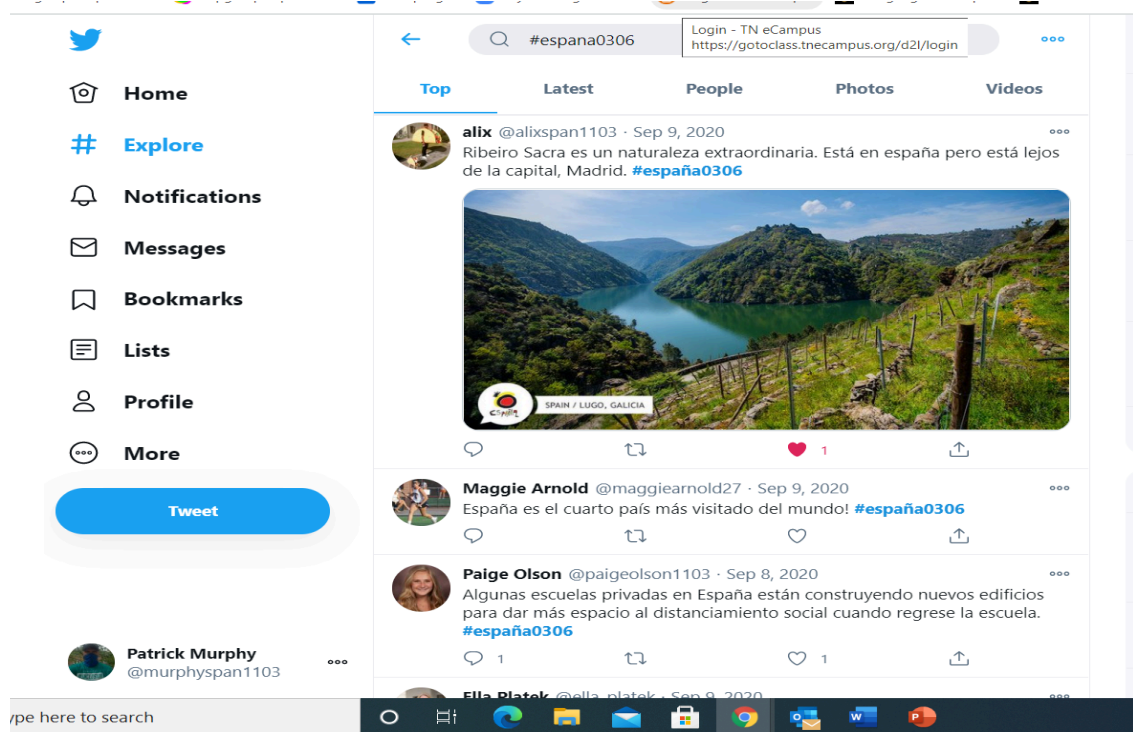 #espana0306
Login - TN eCampus
https://gotoclass.tnecampus.org/d2l/login
Top Latest People Photos Videos
Home
Explore
Notifications
Messages
Bookmarks
Lists
Profile
More
Tweet
Patrick Murphy
@murphyspan1103
alix @alixspan1103 · Sep 9, 2020
Ribeiro Sacra es un naturaleza extraordinaria. Está en españa pero está lejos
de la capital, Madrid. #españa0306
ESPAÑA
SPAIN / LUGO, GALICIA
1
Maggie Arnold @maggiearnold27 · Sep 9, 2020
España es el cuarto país más visitado del mundo! #españa0306
Paige Olson @paigeolson1103 · Sep 8, 2020
Algunas escuelas privadas en España están construyendo nuevos edificios
para dar más espacio al distanciamiento social cuando regrese la escuela.
#españa0306
1 1
Ella Platek @ella_platek · Sep 9, 2020
ype here to search